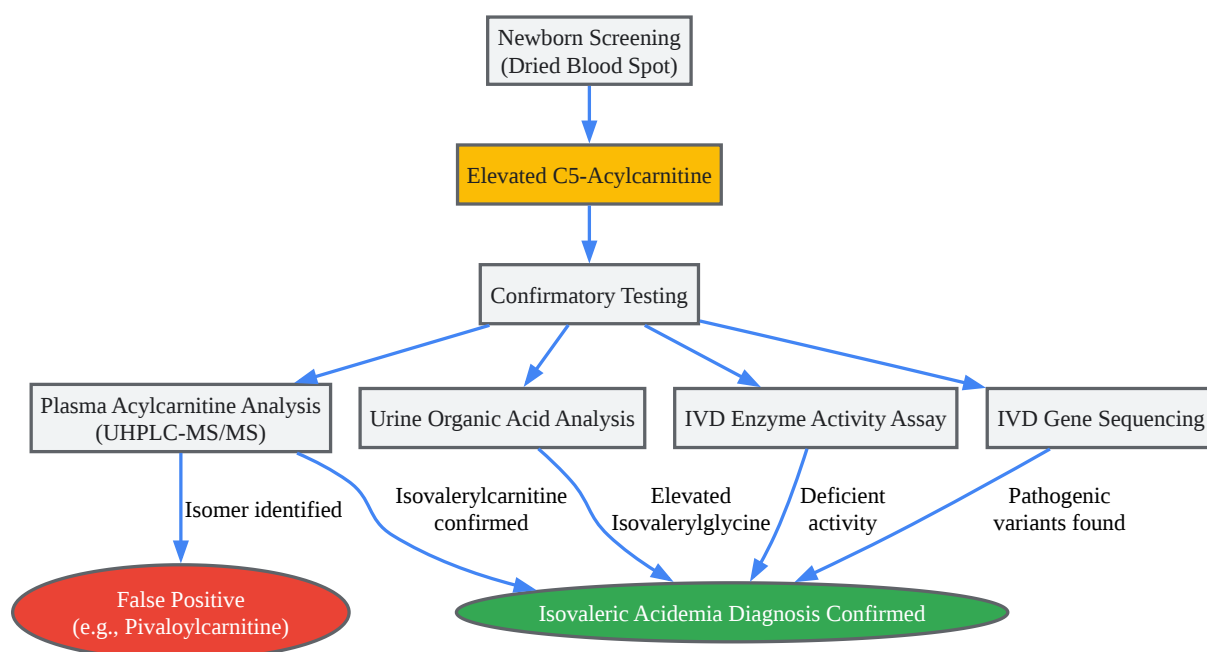 Newborn Screening
(Dried Blood Spot)
Elevated C5-Acylcarnitine
Confirmatory Testing
Plasma Acylcarnitine Analysis
(UHPLC-MS/MS)
Urine Organic Acid Analysis
IVD Enzyme Activity Assay
IVD Gene Sequencing
Isomer identified
Isovalerylcarnitine
confirmed
Elevated
Isovalerylglycine
Deficient
activity
Pathogenic
variants found
False Positive
(e.g., Pivaloylcarnitine)
Isovaleric Acidemia Diagnosis Confirmed